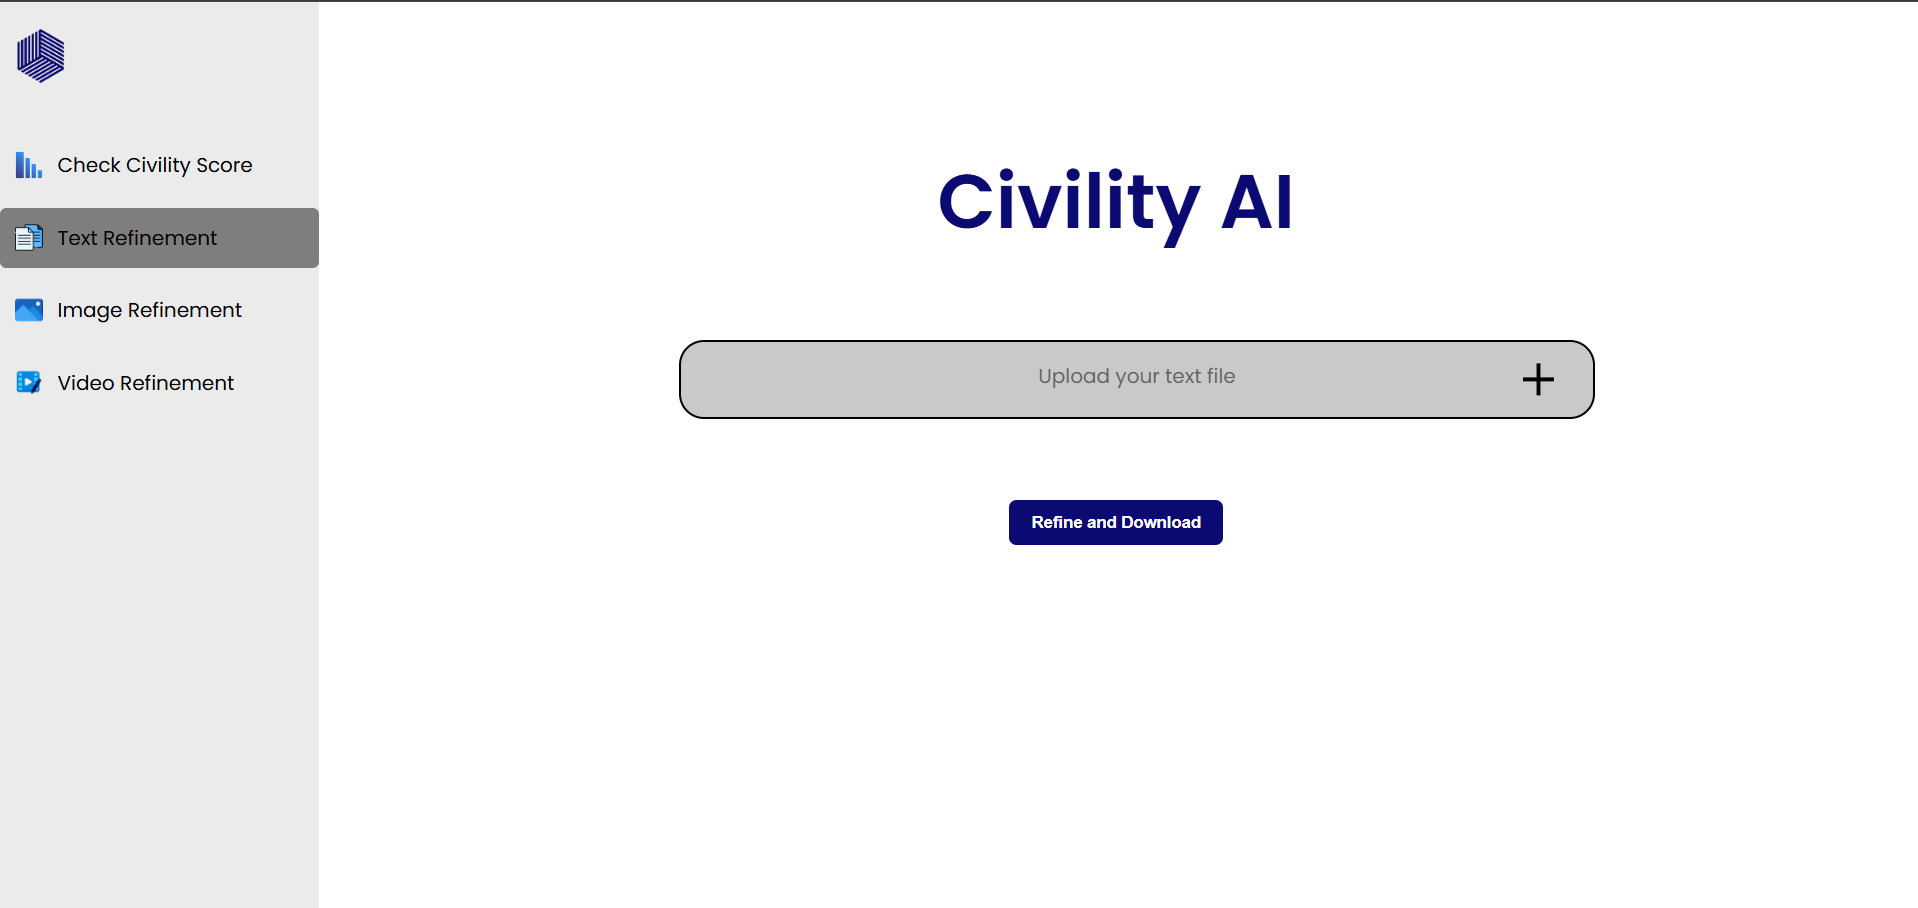 Check Civility Score
Text Refinement
Image Refinement
Video Refinement
Civility AI
Upload your text file
Refine and Download